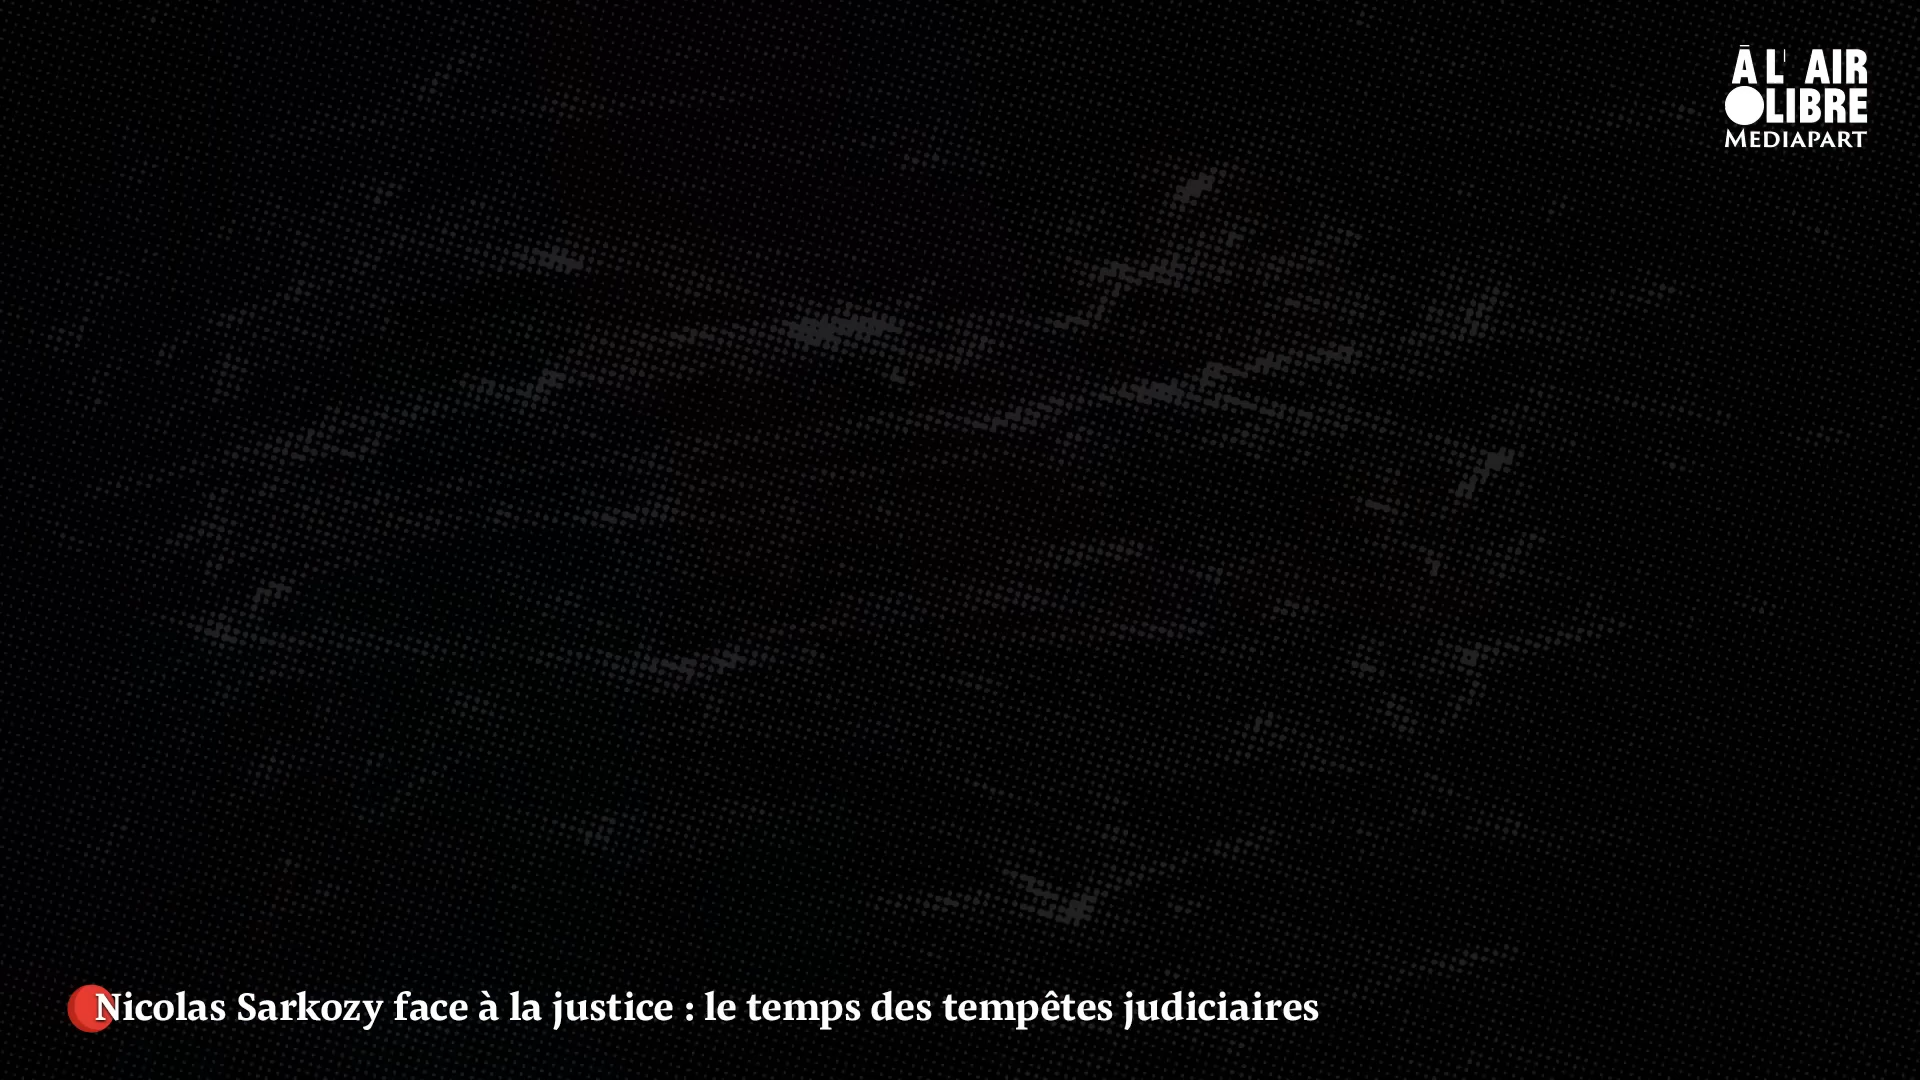 À L' AIR
LIBRE
MEDIAPART
Nicolas Sarkozy face à la justice : le temps des tempêtes judiciaires